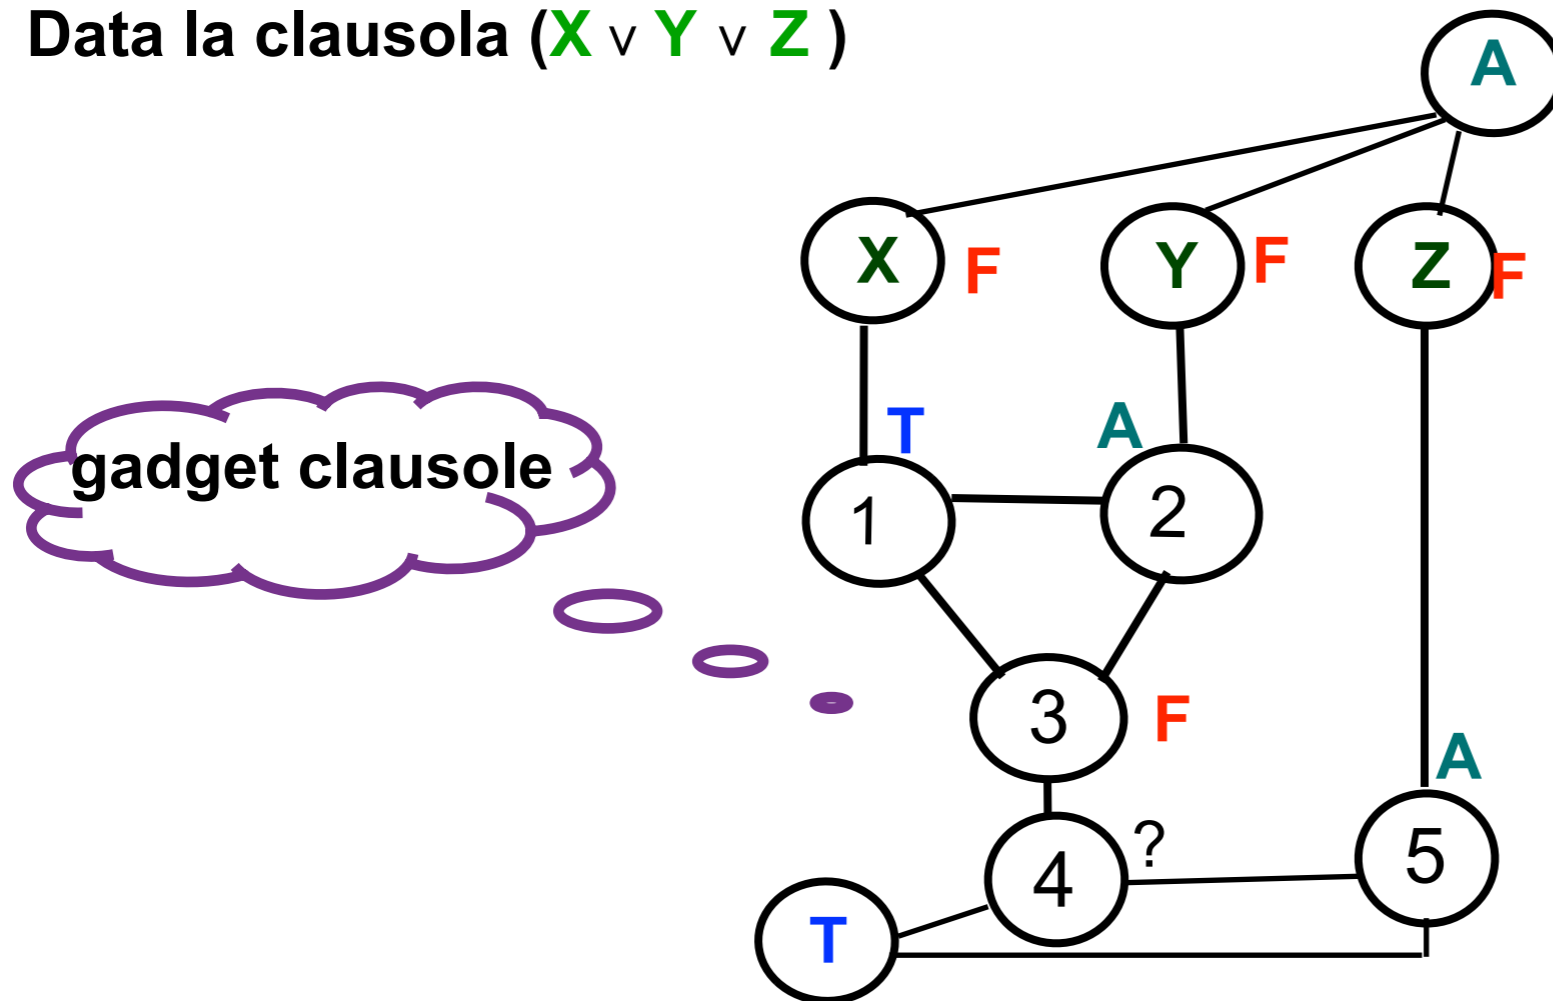 Data la clausola (X ∨ Y ∨ Z )
A
X F Y F Z F
T A
gadget clausole
1 2
3 F
A
?
4 5
T